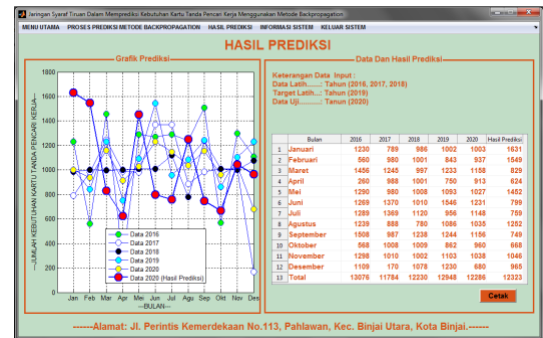 Jaringan Syaraf Tiruan Dalam Memprediksi Kebutuhan Kartu Tanda Pencari Kerja Menggunakan Metode Backpropagation
MENU UTAMA PROSES PREDIKSI METODE BACKPROPAGATION HASIL PREDIKSI INFORMASI SISTEM KELUAR SISTEM
HASIL PREDIKSI
Grafik Prediksi
---JUMLAH KEBUTUHAN KARTU TANDA PENCARI KERJA---
1800
1600
1400
1200
1000
800
600
400
200
0
Data 2016
Data 2017
Data 2018
Data 2019
Data 2020
Data 2020 (Hasil Prediksi)
Jan Feb Mar Apr Mei Jun Jul Agu Sep Okt Nov Des
---BULAN---
Data Dan Hasil Prediksi
Keterangan Data Input :
Data Latih...: Tahun (2016, 2017, 2018)
Target Latih...: Tahun (2019)
Data Uji.........: Tahun (2020)
Bulan 2016 2017 2018 2019 2020 Hasil Prediksi
1 Januari 1230 789 986 1002 1003 1631
2 Februari 560 980 1001 843 937 1549
3 Maret 1456 1245 997 1233 1158 829
4 April 260 988 1001 750 913 624
5 Mei 1290 980 1008 1093 1027 1452
6 Juni 1269 1370 1010 1546 1231 799
7 Juli 1289 1369 1120 956 1148 759
8 Agustus 1239 888 780 1086 1035 1252
9 September 1508 987 1238 1244 1156 749
10 Oktober 568 1008 1009 862 960 668
11 November 1298 1010 1002 1103 1038 1046
12 Desember 1109 170 1078 1230 680 965
13 Total 13076 11784 12230 12948 12286 12323
Cetak
------Alamat: JL Perintis Kemerdekaan No.113, Pahlawan, Kec. Binjai Utara, Kota Binjai.------